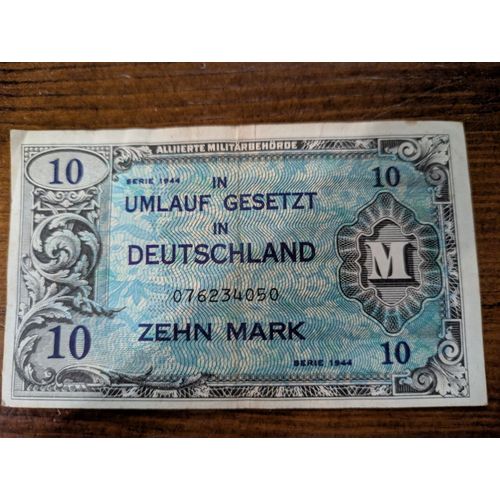 ALLIIERTE MILITÄRBEHÖRDE
10 SERIE 1944 IN 10
UMLAUF GESETZT
IN
DEUTSCHLAND
M
076234050
10 ZEHN MARK 10
SERIE 1944